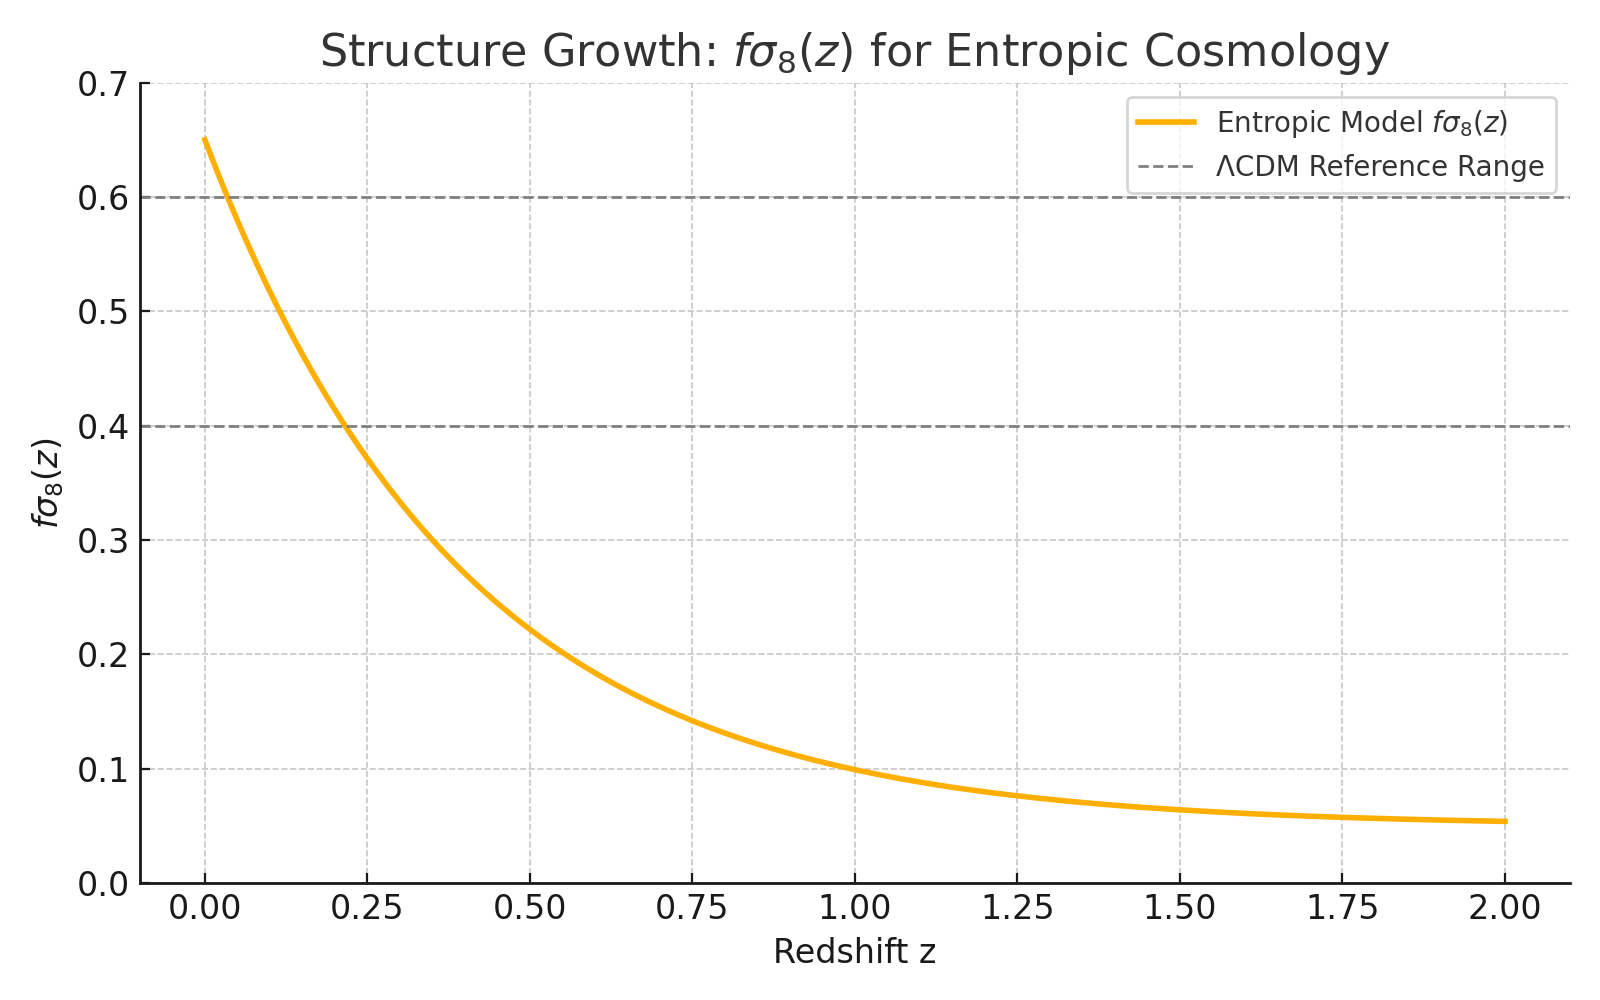 Structure Growth: fσ₈(z) for Entropic Cosmology
Entropic Model fσ₈(z)
ΛCDM Reference Range
fσ₈(z)
0.7
0.6
0.5
0.4
0.3
0.2
0.1
0.0
0.00 0.25 0.50 0.75 1.00 1.25 1.50 1.75 2.00
Redshift z